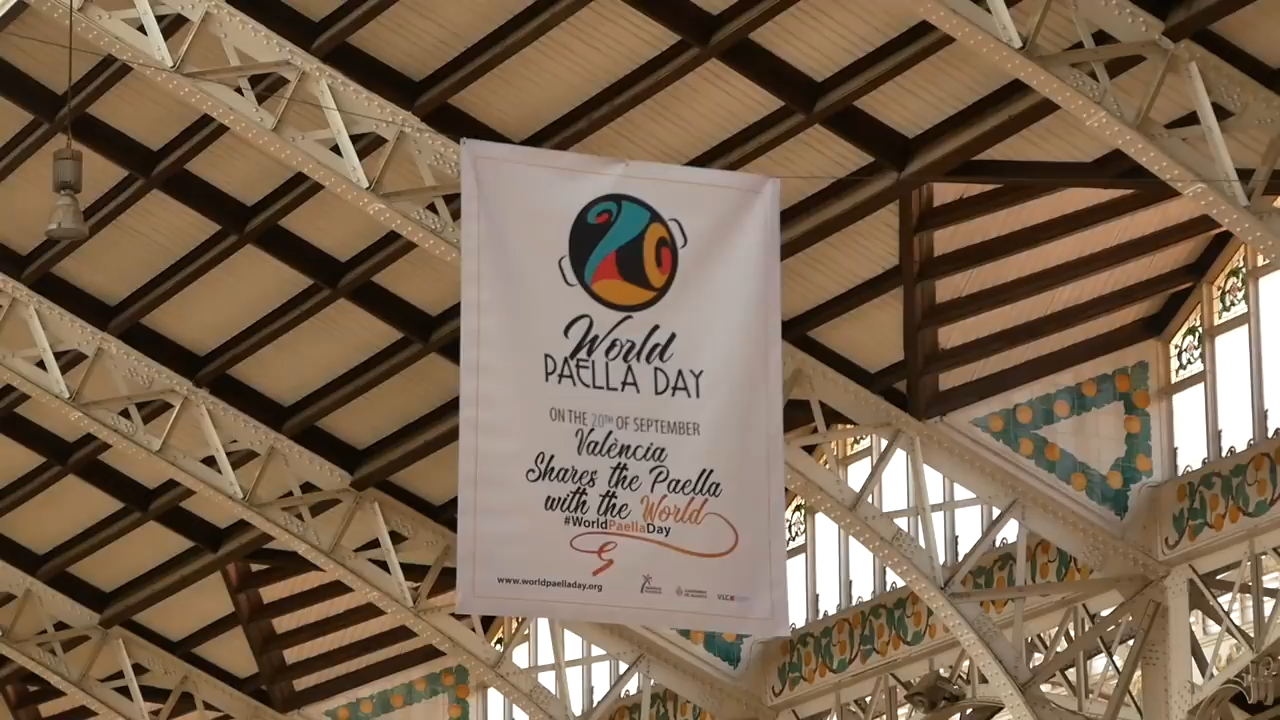 World
PAELLA DAY
ON THE 20TH OF SEPTEMBER
València
Shares the Paella
with the World
#WorldPaellaDay
www.worldpaelladay.org
VLC